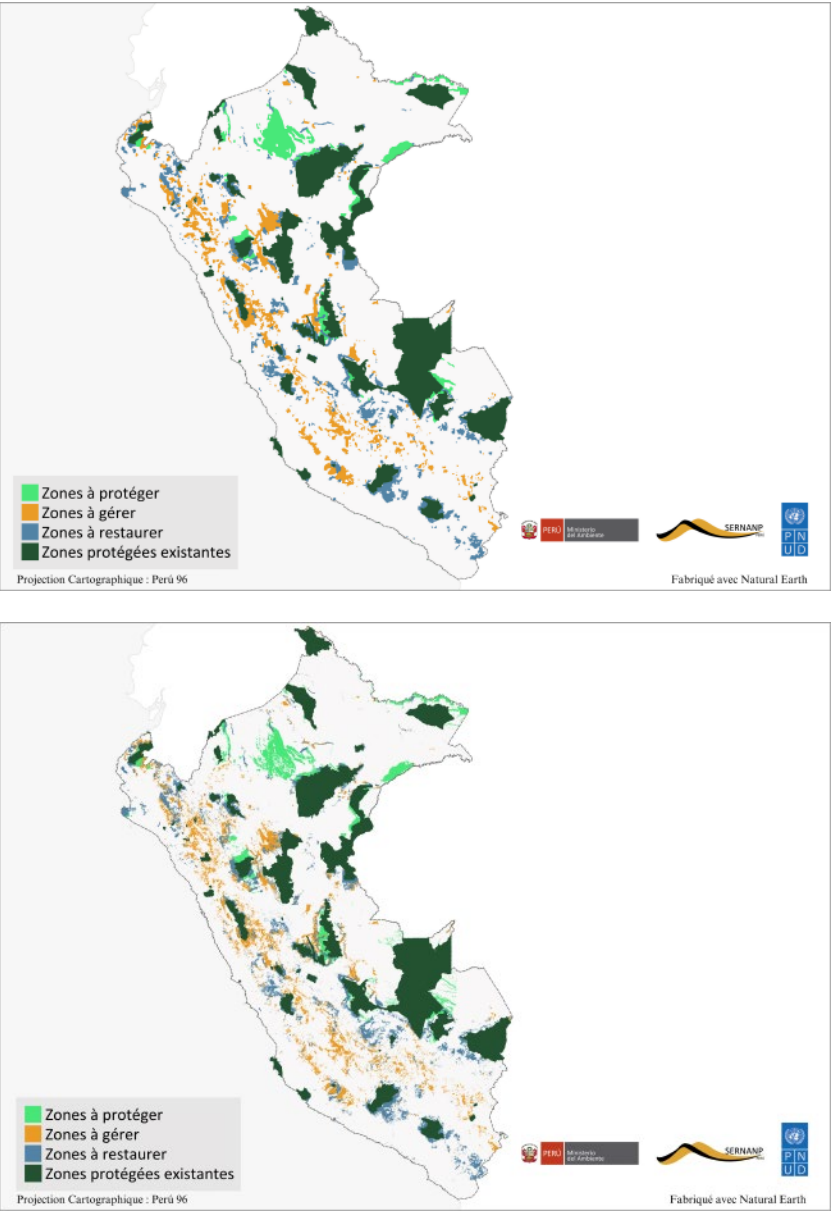 Zones à protéger
Zones à gérer
Zones à restaurer
Zones protégées existantes
Projection Cartographique : Perú 96
PERÚ
Ministerio
del Ambiente
SERNANP
P N
U D
Fabriqué avec Natural Earth
Zones à protéger
Zones à gérer
Zones à restaurer
Zones protégées existantes
Projection Cartographique : Perú 96
PERÚ
Ministerio
del Ambiente
SERNANP
P N
U D
Fabriqué avec Natural Earth